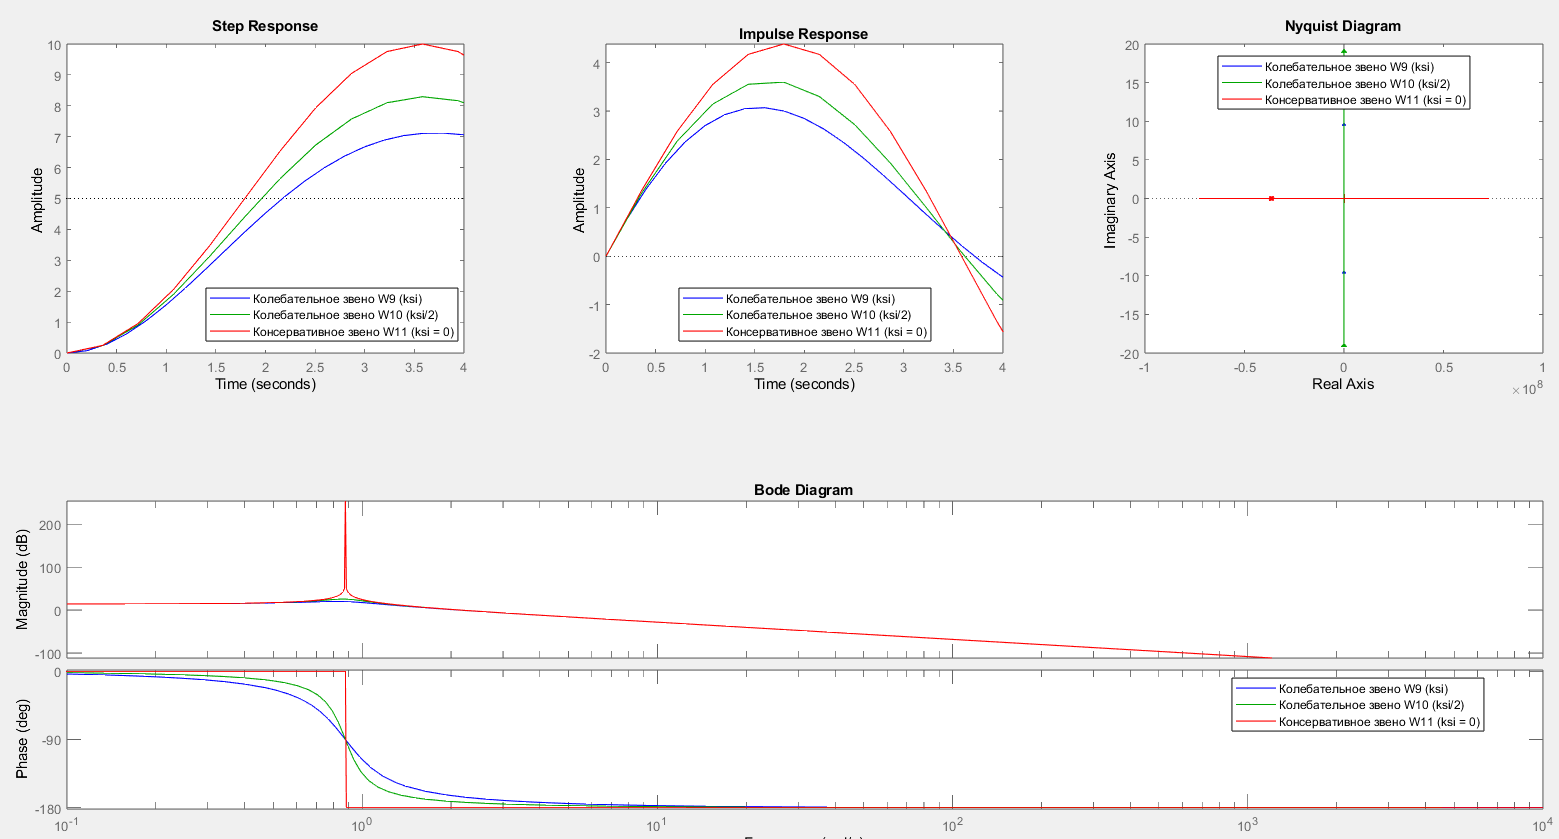 Step Response
10
9
8
7
6
5
4
3
2
1
0
Amplitude
Колебательное звено W9 (ksi)
Колебательное звено W10 (ksi/2)
Консервативное звено W11 (ksi = 0)
0 0.5 1 1.5 2 2.5 3 3.5 4
Time (seconds)
Impulse Response
4
3
2
1
0
-1
-2
Amplitude
Колебательное звено W9 (ksi)
Колебательное звено W10 (ksi/2)
Консервативное звено W11 (ksi = 0)
0 0.5 1 1.5 2 2.5 3 3.5 4
Time (seconds)
Nyquist Diagram
Колебательное звено W9 (ksi)
Колебательное звено W10 (ksi/2)
Консервативное звено W11 (ksi = 0)
20
15
10
5
0
-5
-10
-15
-20
Imaginary Axis
-1 -0.5 0 0.5 1
Real Axis
×10^8
Bode Diagram
200
100
0
-100
Magnitude (dB)
0
-90
-180
Phase (deg)
Колебательное звено W9 (ksi)
Колебательное звено W10 (ksi/2)
Консервативное звено W11 (ksi = 0)
10^-1 10^0 10^1 10^2 10^3 10^4